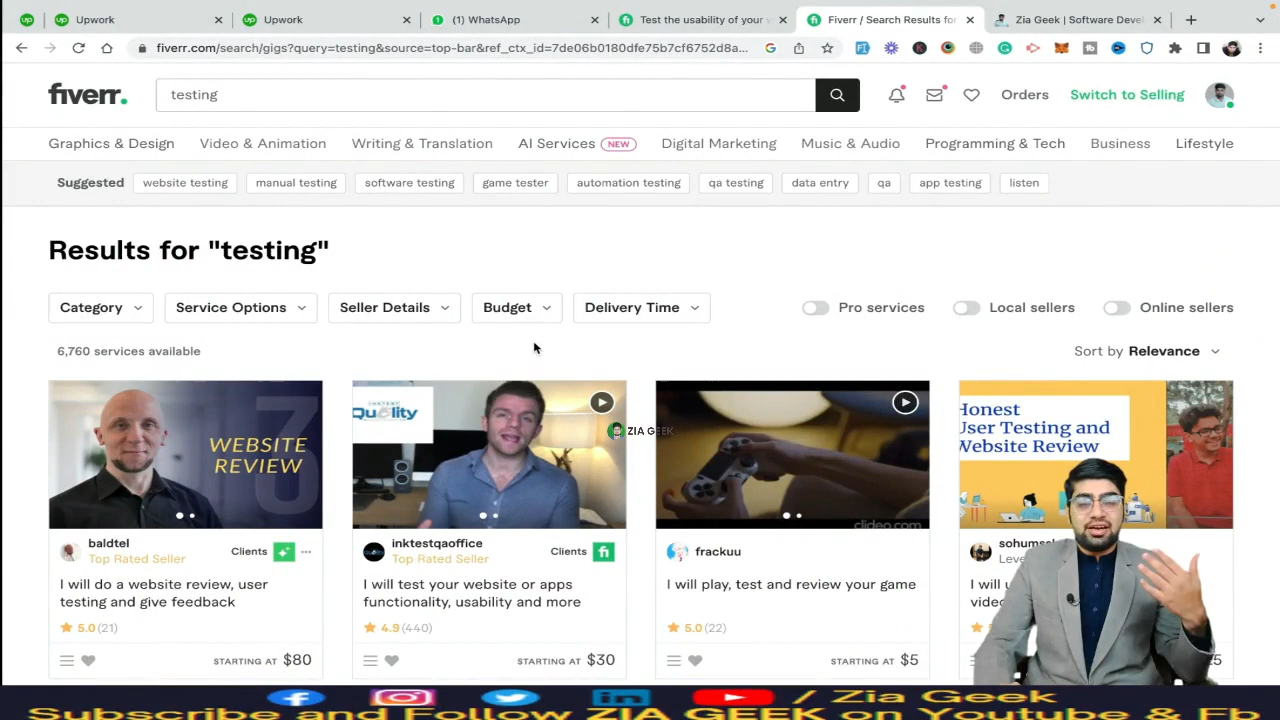 Upwork
Upwork
(1) WhatsApp
Test the usability of your
Fiverr / Search Results for
Zia Geek | Software Devel
fiverr.com/search/gigs?query=testing&source=top-bar&ref_ctx_id=7de06b0180dfe75b7cf6752d8a...
fiverr.
testing
Orders
Switch to Selling
Graphics & Design
Video & Animation
Writing & Translation
AI Services NEW
Digital Marketing
Music & Audio
Programming & Tech
Business
Lifestyle
Suggested
website testing
manual testing
software testing
game tester
automation testing
qa testing
data entry
qa
app testing
listen
Results for "testing"
Category
Service Options
Seller Details
Budget
Delivery Time
Pro services
Local sellers
Online sellers
6,760 services available
Sort by Relevance
WEBSITE
REVIEW
Quality
ZIA GEEK
clideo.com
Honest
User Testing and
Website Review
baldtel
Top Rated Seller
Clients
I will do a website review, user
testing and give feedback
5.0 (21)
STARTING AT $80
inktestqaoffice
Top Rated Seller
Clients
I will test your website or apps
functionality, usability and more
4.9 (440)
STARTING AT $30
frackuu
I will play, test and review your game
5.0 (22)
STARTING AT $5
I will
/ Zia Geek
Subscribe and Follow ZIA GEEK on Youtube & Fb